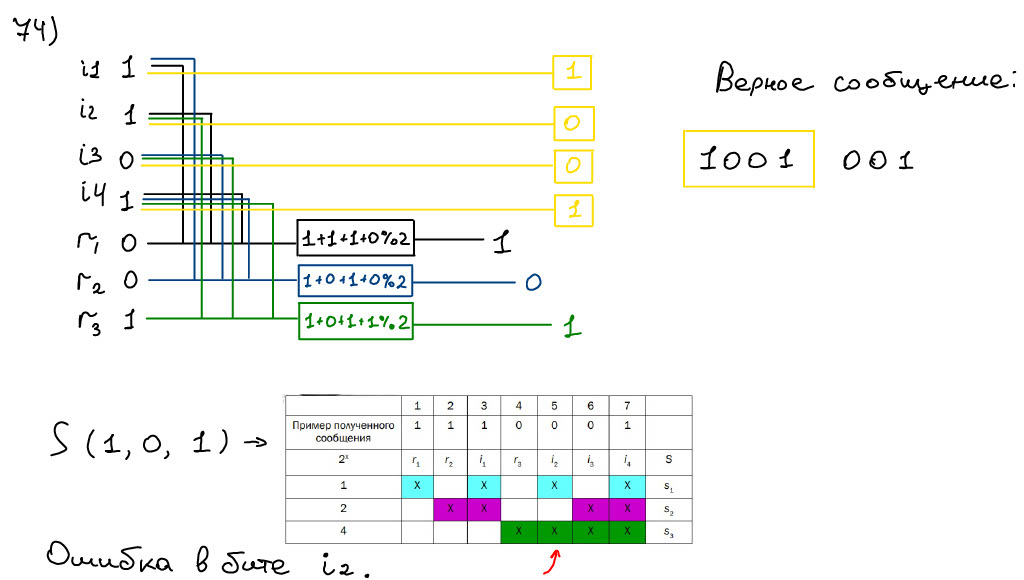 74)
i1 1 1
Верное сообщение:
i2 1 0
1001 001
i3 0 0
i4 1 1
r₁ 0 1+1+1+0%2 1
r₂ 0 1+0+1+0%2 0
r₃ 1 1+0+1+1%2 1
1 2 3 4 5 6 7
Пример полученного сообщения 1 1 1 0 0 0 1
S(1,0,1) →
2ˣ r₁ r₂ i₁ r₃ i₂ i₃ i₄ S
1 X X X X s₁
2 X X X X s₂
4 X X X X s₃
Ошибка в бите i₂.